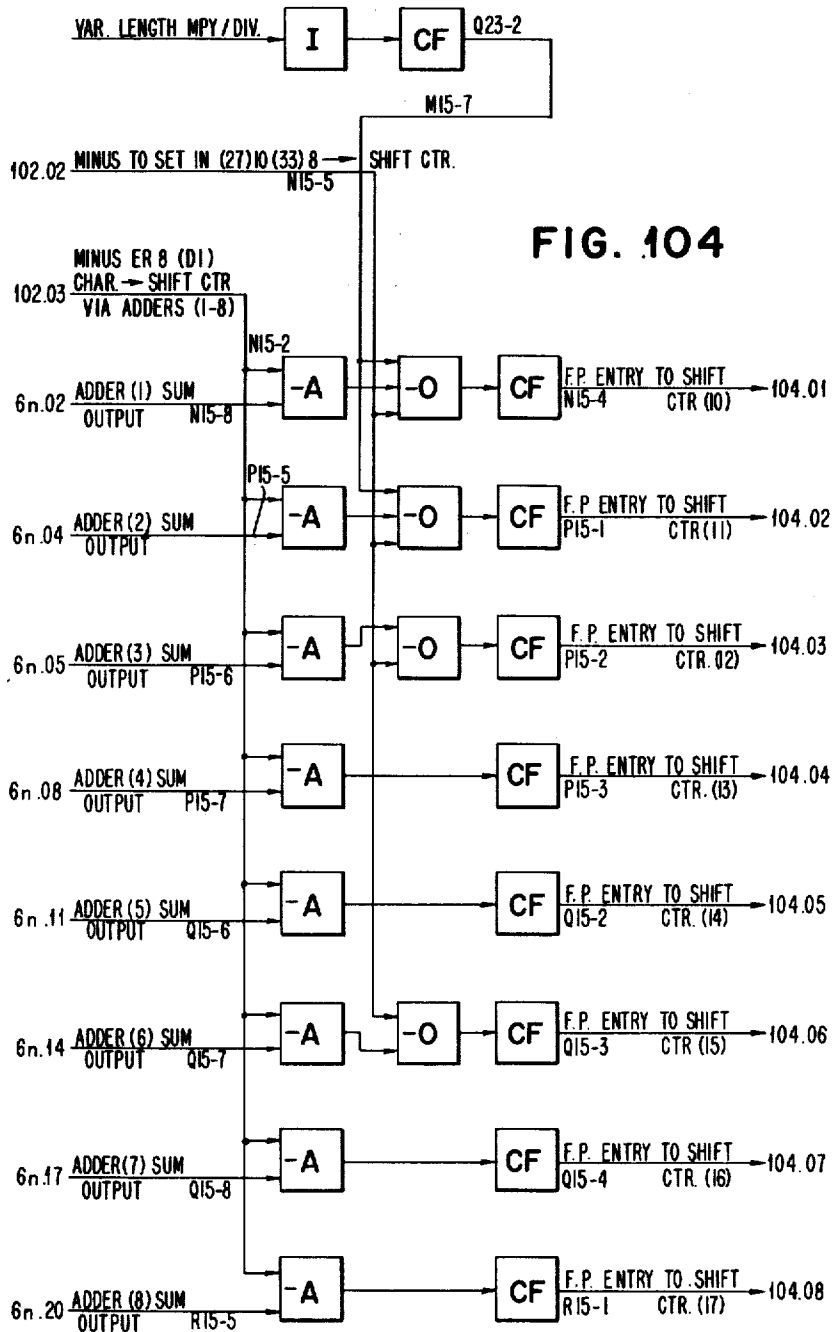 VAR. LENGTH MPY/DIV.
I
CF
Q23-2
M15-7
102.02 MINUS TO SET IN (27)10 (33) 8 → SHIFT CTR.
N15-5
FIG. 104
MINUS ER 8 (D1)
102.03 CHAR. → SHIFT CTR
VIA ADDERS (1-8)
N15-2
6n.02 ADDER (1) SUM
OUTPUT N15-8
-A
-O
CF
F.P. ENTRY TO SHIFT
N15-4 CTR (10)
104.01
P15-5
6n.04 ADDER (2) SUM
OUTPUT
-A
-O
CF
F.P ENTRY TO SHIFT
P15-1 CTR (11)
104.02
6n.05 ADDER (3) SUM
OUTPUT P15-6
-A
-O
CF
F.P. ENTRY TO SHIFT
P15-2 CTR. (12)
104.03
6n.08 ADDER (4) SUM
OUTPUT P15-7
-A
CF
F.P. ENTRY TO SHIFT
P15-3 CTR. (13)
104.04
6n.11 ADDER (5) SUM
OUTPUT Q15-6
-A
CF
F.P. ENTRY TO SHIFT
Q15-2 CTR. (14)
104.05
6n.14 ADDER (6) SUM
OUTPUT Q15-7
-A
-O
CF
F.P. ENTRY TO SHIFT
Q15-3 CTR (15)
104.06
6n.17 ADDER (7) SUM
OUTPUT Q15-8
-A
CF
F.P. ENTRY TO SHIFT
Q15-4 CTR. (16)
104.07
6n.20 ADDER (8) SUM
OUTPUT R15-5
-A
CF
F.P. ENTRY TO SHIFT
R15-1 CTR. (17)
104.08